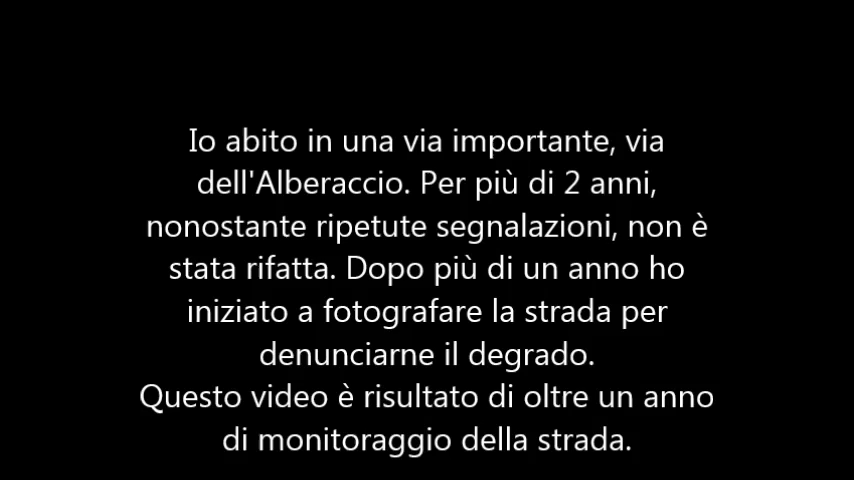 Io abito in una via importante, via
dell'Alberaccio. Per più di 2 anni,
nonostante ripetute segnalazioni, non è
stata rifatta. Dopo più di un anno ho
iniziato a fotografare la strada per
denunciarne il degrado.
Questo video è risultato di oltre un anno
di monitoraggio della strada.